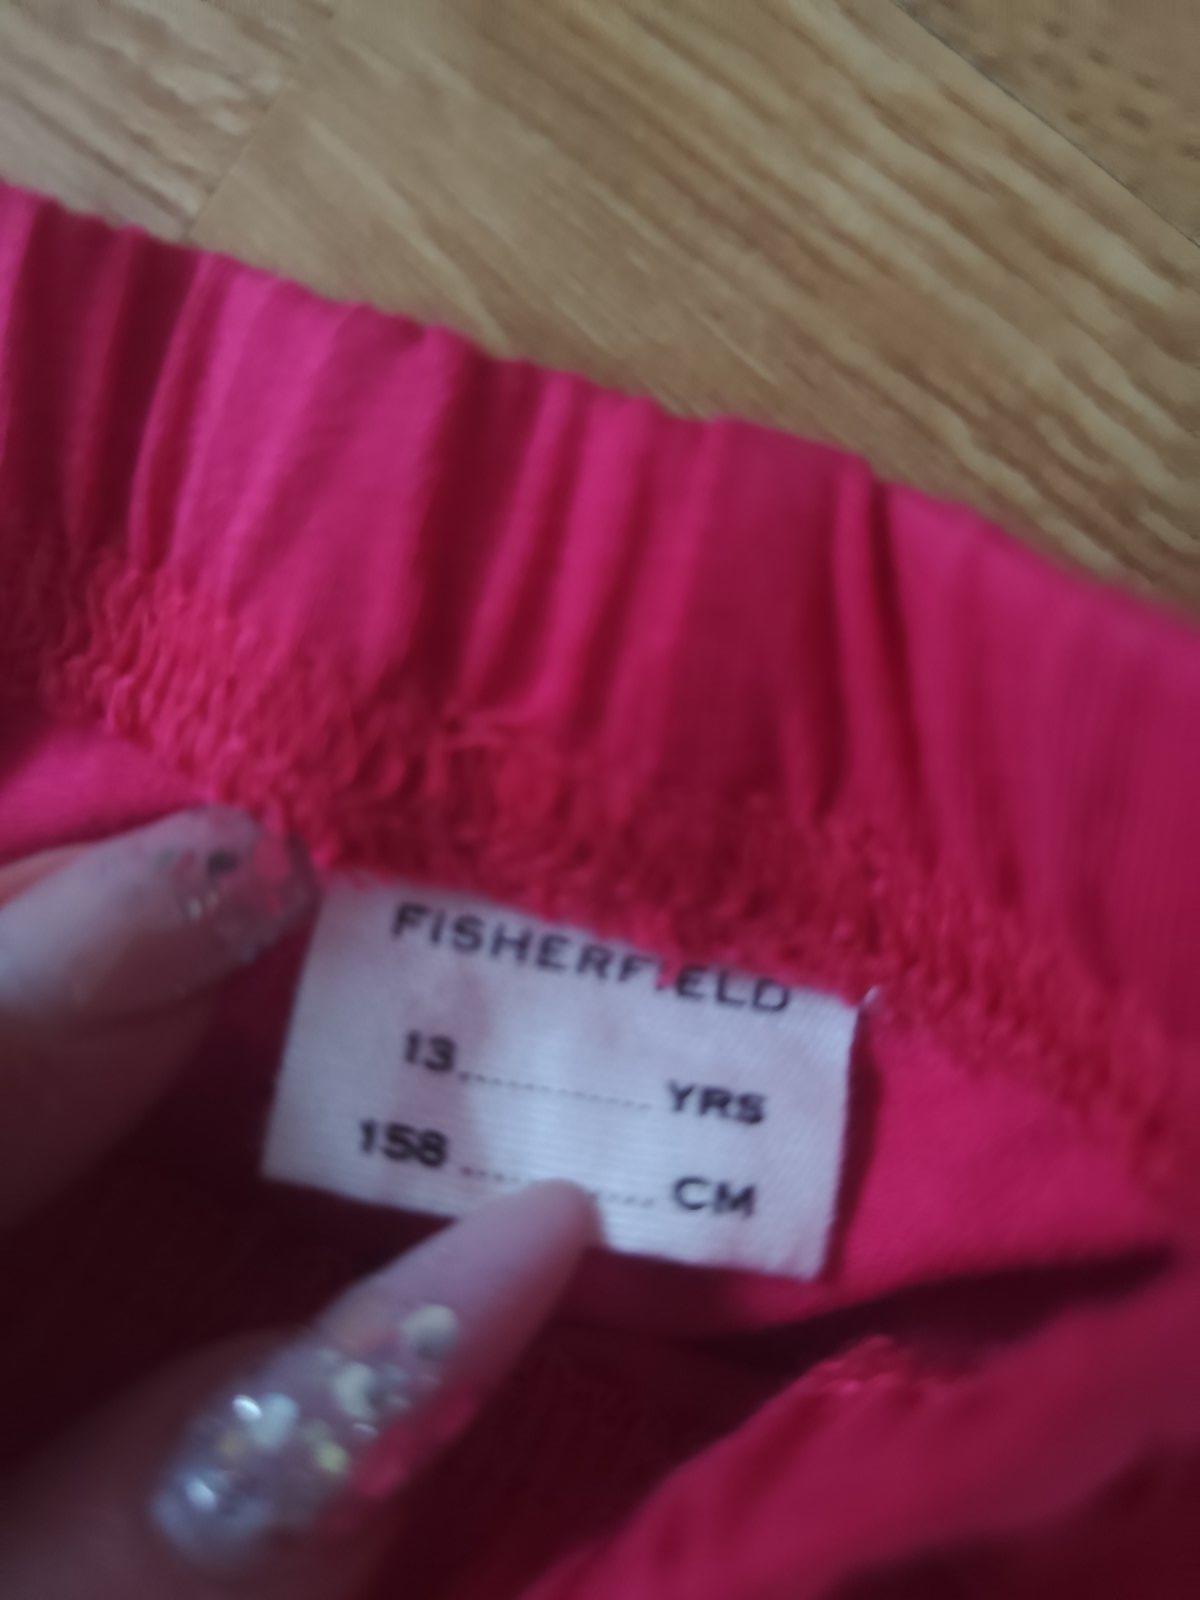 FISHERFIELD
13............YRS
158............CM